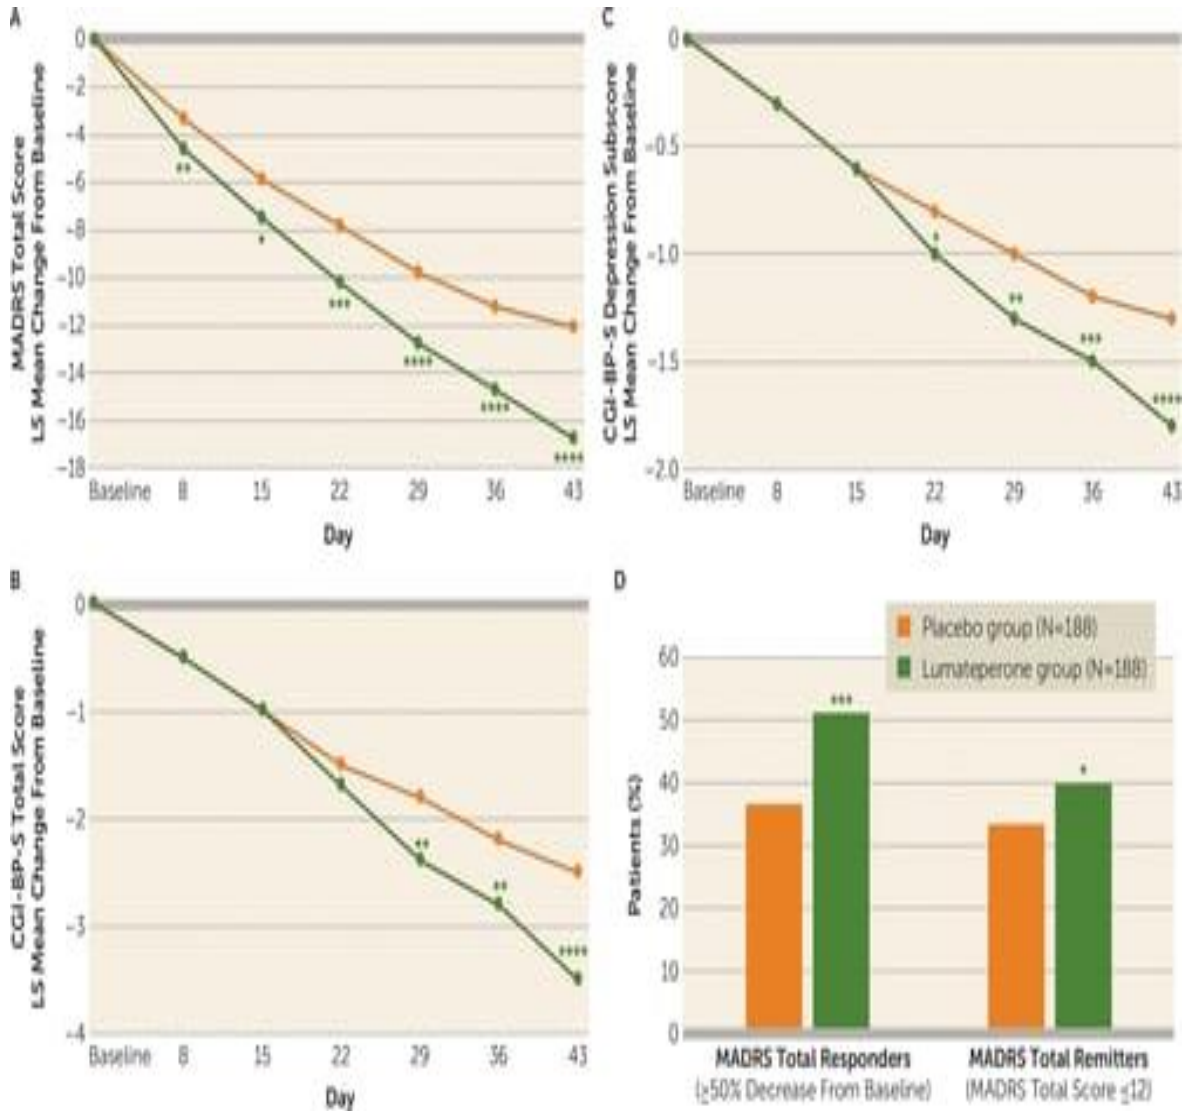 A
MADRS Total Score
LS Mean Change From Baseline
0
−2
−4
−6
−8
−10
−12
−14
−16
−18
**
*
***
****
****
****
Baseline 8 15 22 29 36 43
Day
C
CGI-BP-S Depression Subscore
LS Mean Change From Baseline
0
−0.5
−1.0
−1.5
−2.0
*
**
***
****
Baseline 8 15 22 29 36 43
Day
B
CGI-BP-S Total Score
LS Mean Change From Baseline
0
−1
−2
−3
−4
**
**
****
Baseline 8 15 22 29 36 43
Day
D
Placebo group (N=188)
Lumateperone group (N=188)
Patients (%)
60
50
40
30
20
10
0
***
*
MADRS Total Responders
(≥50% Decrease From Baseline)
MADRS Total Remitters
(MADRS Total Score ≤12)